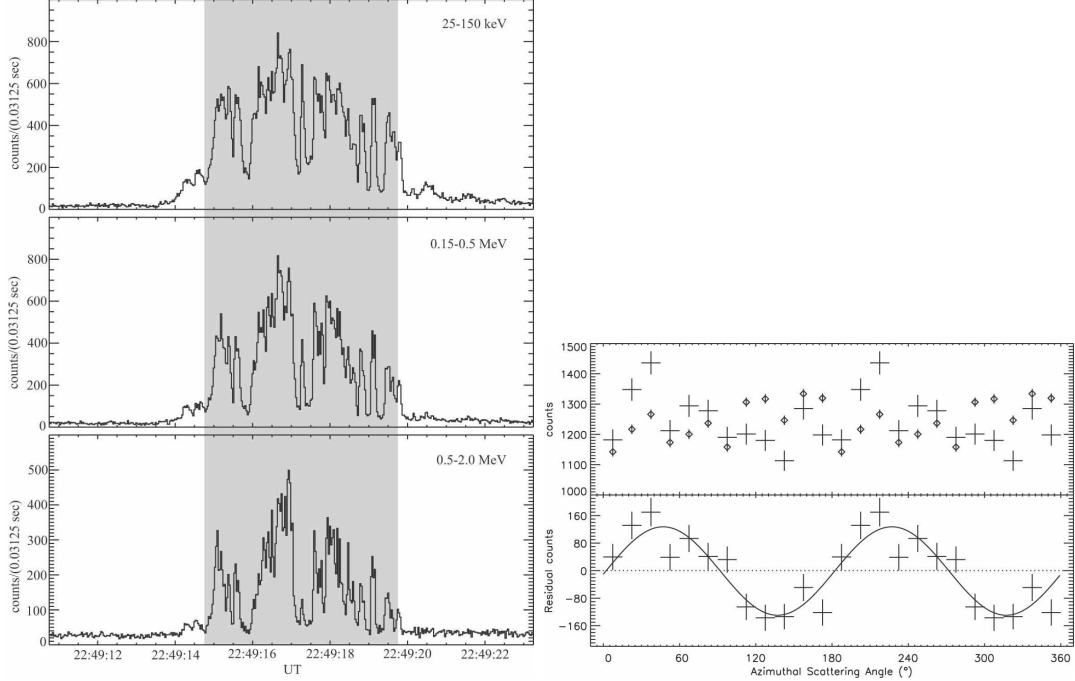 25-150 keV
800
600
400
200
0
counts/(0.03125 sec)
0.15-0.5 MeV
800
600
400
200
0
counts/(0.03125 sec)
0.5-2.0 MeV
500
400
300
200
100
0
counts/(0.03125 sec)
22:49:12 22:49:14 22:49:16 22:49:18 22:49:20 22:49:22
UT
1500
1400
1300
1200
1100
1000
counts
160
80
0
-80
-160
Residual counts
0 60 120 180 240 300 360
Azimuthal Scattering Angle (°)